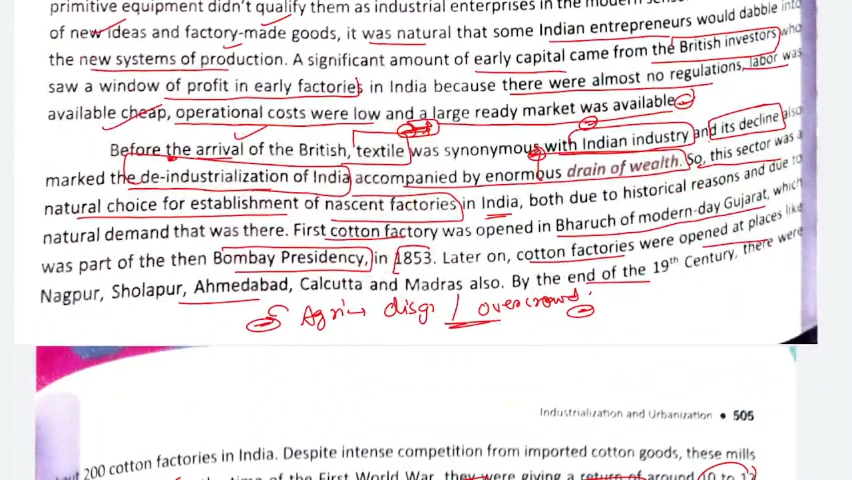 primitive equipment didn't qualify them as industrial enterprises in the modern
of new ideas and factory-made goods, it was natural that some Indian entrepreneurs would dabble into
the new systems of production. A significant amount of early capital came from the British investors who
saw a window of profit in early factories in India because there were almost no regulations, labor was
available cheap, operational costs were low and a large ready market was available
Before the arrival of the British, textile was synonymous with Indian industry and its decline also
marked the de-industrialization of India accompanied by enormous drain of wealth. So, this sector was a
natural choice for establishment of nascent factories in India, both due to historical reasons and due to
natural demand that was there. First cotton factory was opened in Bharuch of modern-day Gujarat, which
was part of the then Bombay Presidency, in 1853. Later on, cotton factories were opened at places like
Nagpur, Sholapur, Ahmedabad, Calcutta and Madras also. By the end of the 19th Century, there were
Agri disgr / overcrowd.
Industrialization and Urbanization • 505
200 cotton factories in India. Despite intense competition from imported cotton goods, these mills
time of the First World War, they were giving a return of around 10 to 12